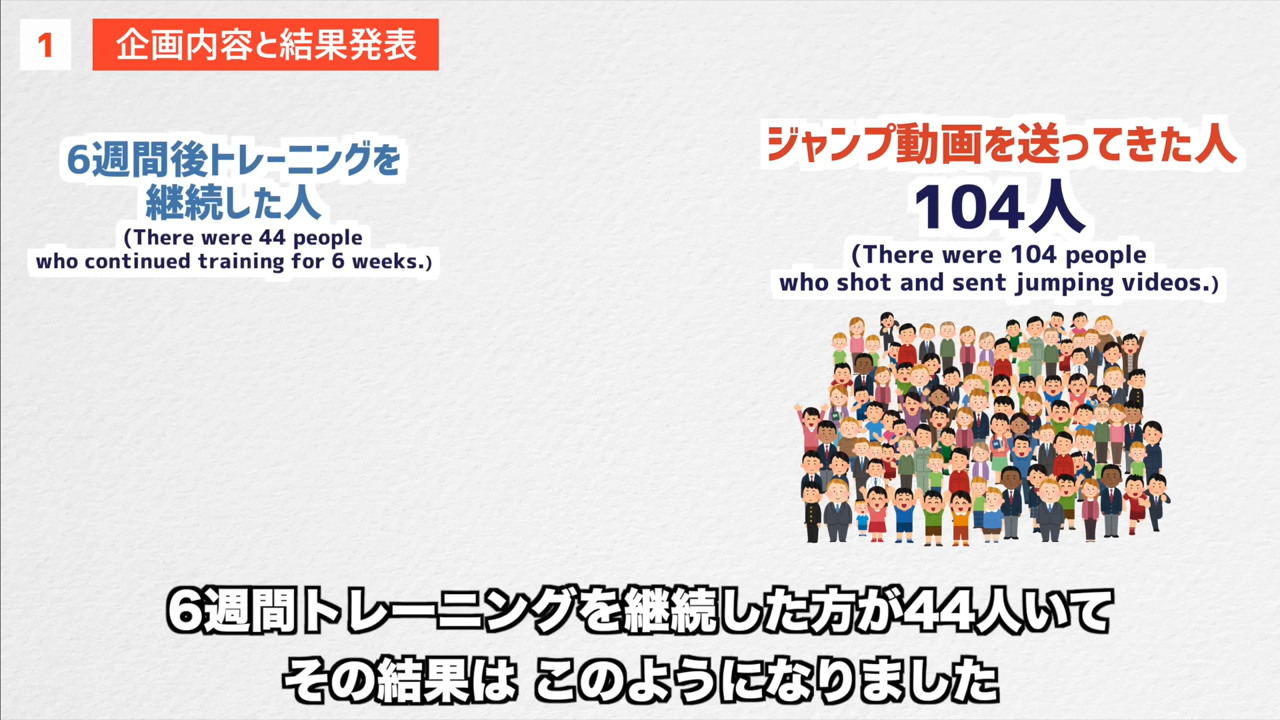 1 企画内容と結果発表
6週間後トレーニングを
継続した人
(There were 44 people
who continued training for 6 weeks.)
ジャンプ動画を送ってきた人
104人
(There were 104 people
who shot and sent jumping videos.)
6週間トレーニングを継続した方が44人いて
その結果は このようになりました